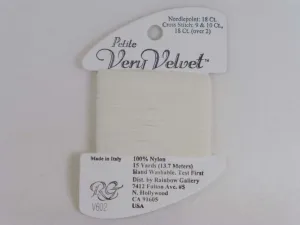 Needlepoint: 18 Ct.
Cross Stitch: 9 & 10 Ct.,
18 Ct. (over 2)
Petite
Very Velvet™
Made in Italy
100% Nylon
15 Yards (13.7 Meters)
Hand Washable. Test First
Dist. by Rainbow Gallery
7412 Fulton Ave. #5
N. Hollywood
CA 91605
USA
RG
V602